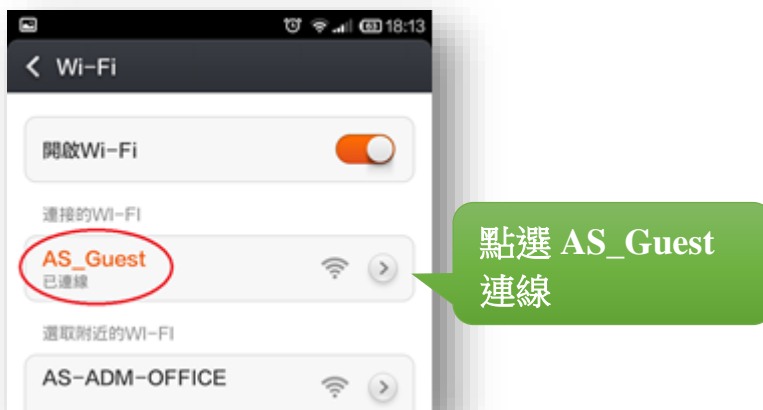 63 18:13
Wi-Fi
開啟Wi-Fi
連接的WI-FI
AS_Guest
已連線
點選 AS_Guest
連線
選取附近的WI-FI
AS-ADM-OFFICE